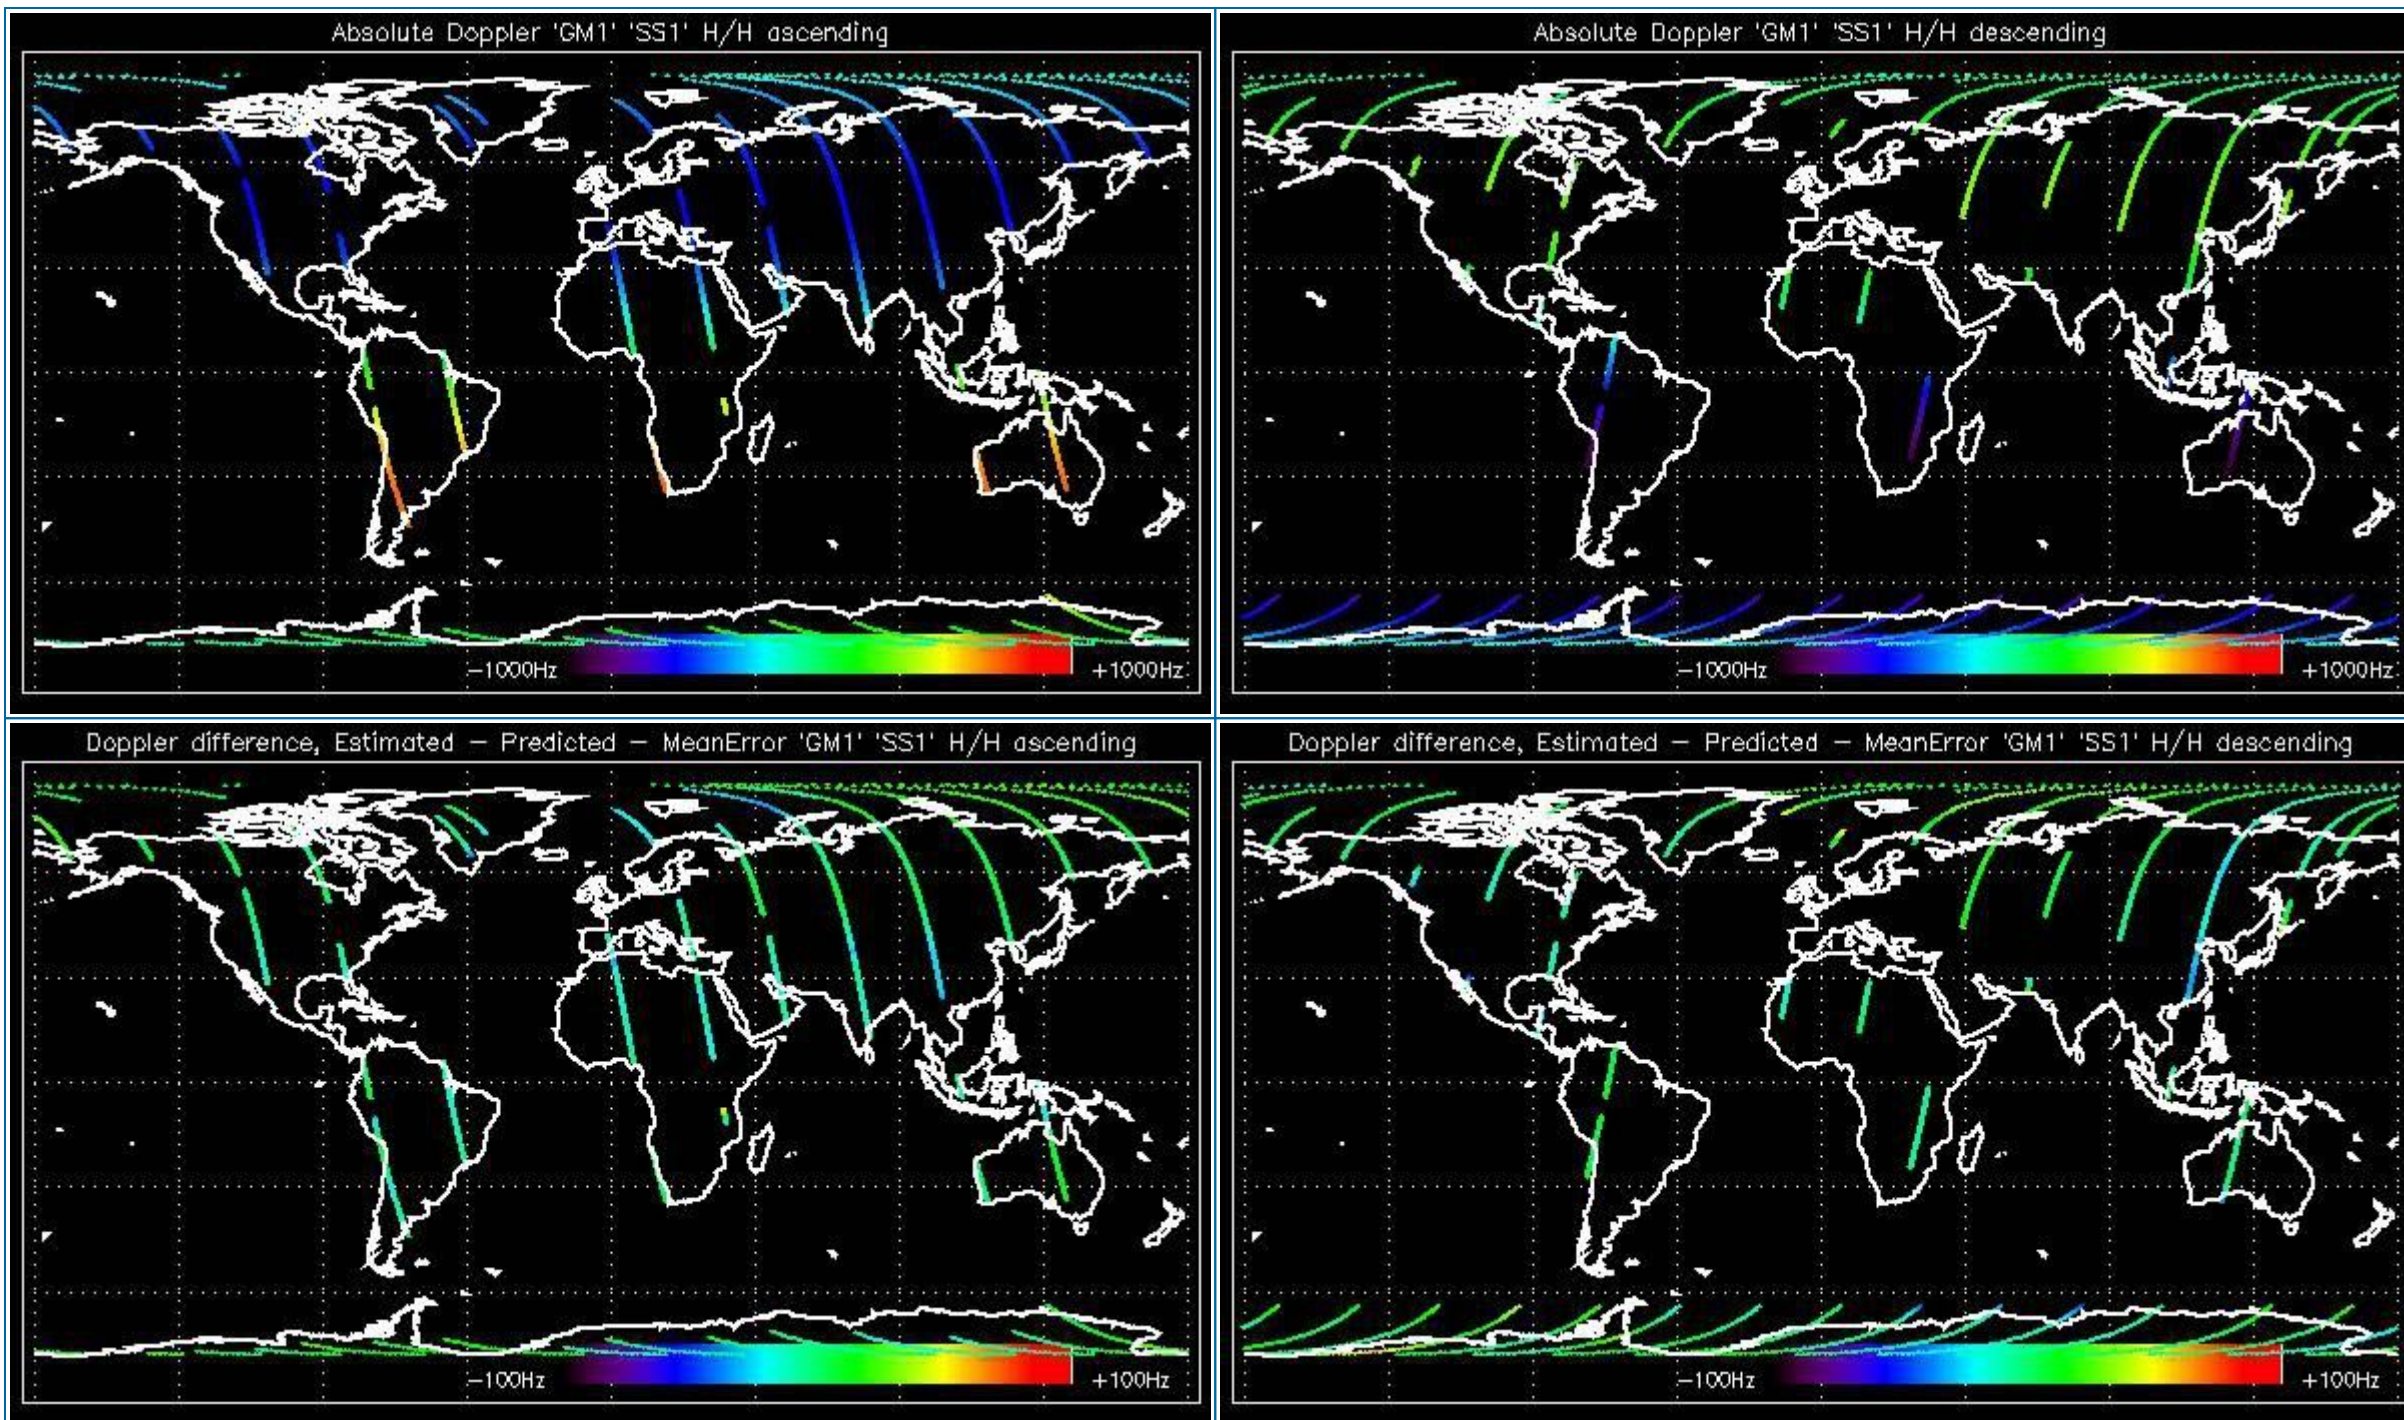 Absolute Doppler 'GM1' 'SS1' H/H ascending
−1000Hz
+1000Hz
Absolute Doppler 'GM1' 'SS1' H/H descending
−1000Hz
+1000Hz
Doppler difference, Estimated − Predicted − MeanError 'GM1' 'SS1' H/H ascending
−100Hz
+100Hz
Doppler difference, Estimated − Predicted − MeanError 'GM1' 'SS1' H/H descending
−100Hz
+100Hz